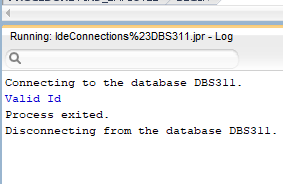 Running: IdeConnections%23DBS311.jpr - Log
Connecting to the database DBS311.
Valid Id
Process exited.
Disconnecting from the database DBS311.